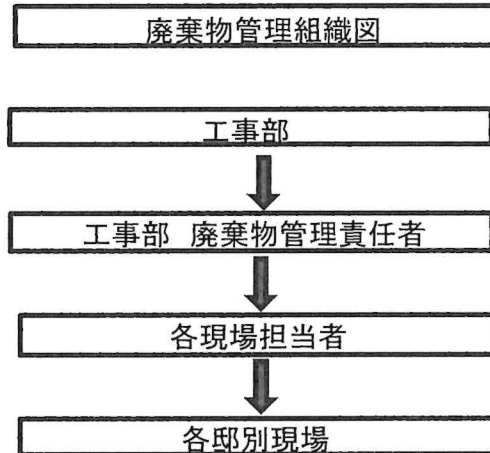 廃棄物管理組織図
工事部
工事部 廃棄物管理責任者
各現場担当者
各邸別現場